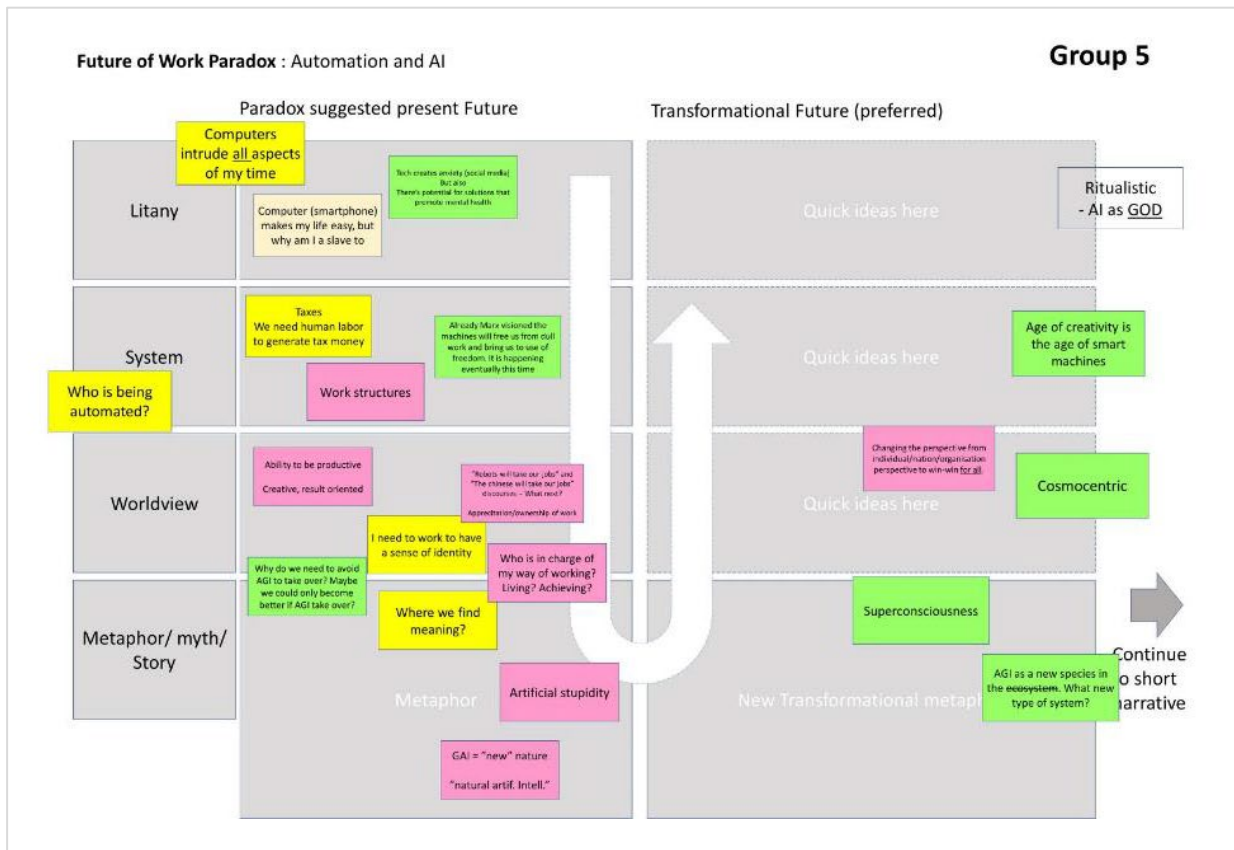 Future of Work Paradox : Automation and AI
Group 5
Paradox suggested present Future
Transformational Future (preferred)
Litany
Computers
intrude all aspects
of my time
Computer (smartphone)
makes my life easy, but
why am I a slave to
Tech creates anxiety (social media)
But also
There's potential for solutions that
promote mental health
Quick ideas here
Ritualistic
- AI as GOD
System
Taxes
We need human labor
to generate tax money
Already Marx visioned the
machines will free us from dull
work and bring us to use of
freedom. It is happening
eventually this time
Work structures
Who is being
automated?
Quick ideas here
Age of creativity is
the age of smart
machines
Worldview
Ability to be productive
Creative, result oriented
"Robots will take our jobs" and
"The chinese will take our jobs"
discourses – What next?
Appreciation/ownership of work
I need to work to have
a sense of identity
Why do we need to avoid
AGI to take over? Maybe
we could only become
better if AGI take over?
Who is in charge of
my way of working?
Living? Achieving?
Changing the perspective from
individual/nation/organisation
perspective to win-win for all.
Quick ideas here
Cosmocentric
Metaphor/ myth/
Story
Where we find
meaning?
Metaphor
Artificial stupidity
GAI = "new" nature
"natural artif. Intell."
Superconsciousness
New Transformational metaph
AGI as a new species in
the ecosystem. What new
type of system?
Continue
o short
narrative